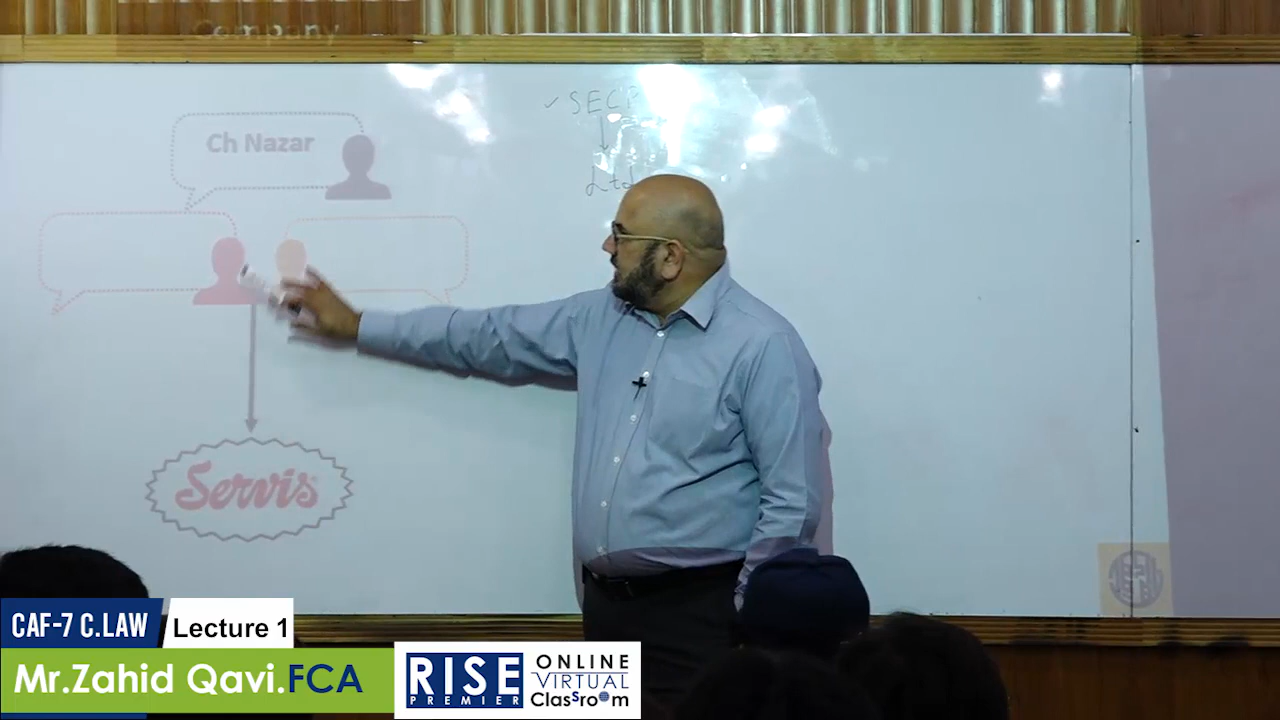 Company
SECP
Ch Nazar
Ltd
Servis
CAF-7 C.LAW
Lecture 1
Mr.Zahid Qavi.FCA
RISE
PREMIER
ONLINE
VIRTUAL
Classroom